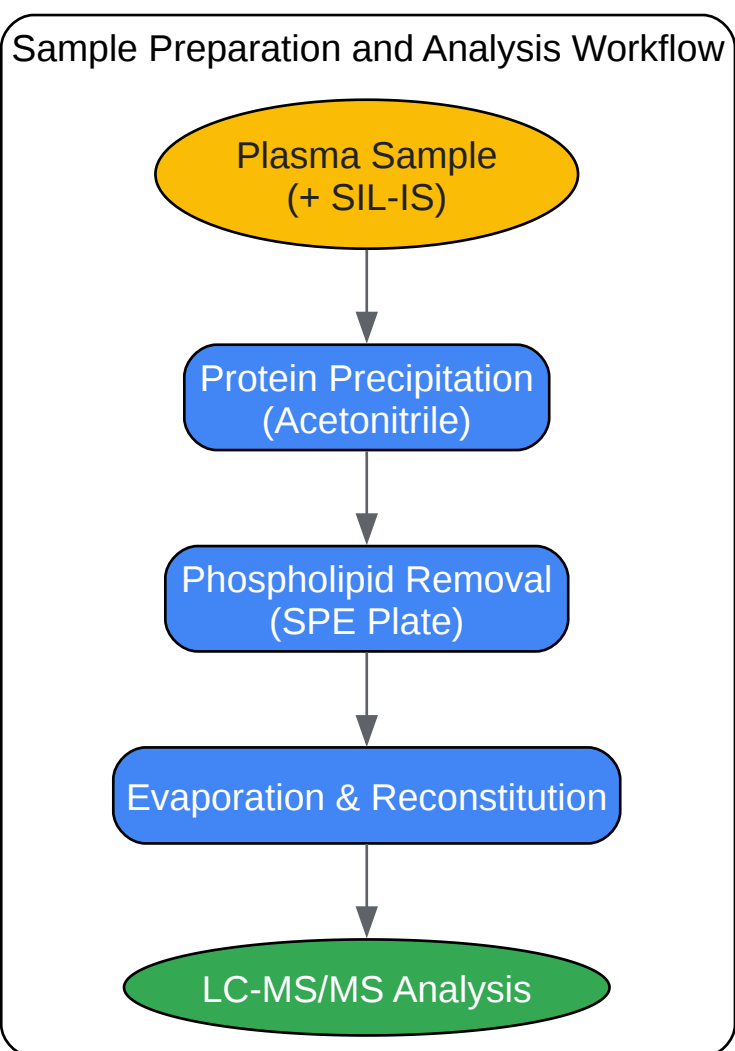 Sample Preparation and Analysis Workflow
Plasma Sample
(+ SIL-IS)
Protein Precipitation
(Acetonitrile)
Phospholipid Removal
(SPE Plate)
Evaporation & Reconstitution
LC-MS/MS Analysis